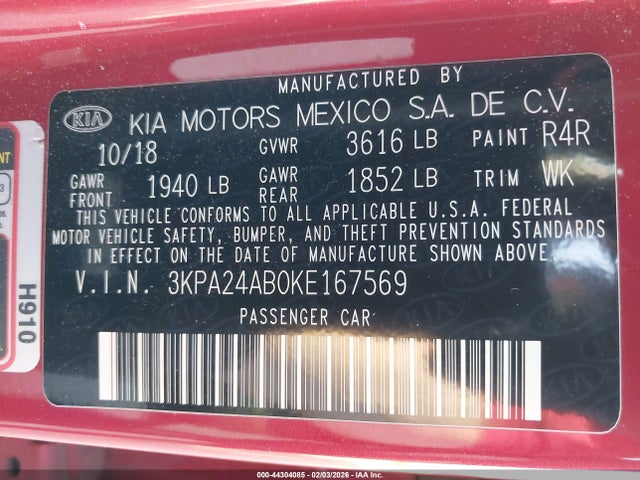 MANUFACTURED BY
KIA KIA MOTORS MEXICO S.A. DE C.V.
10/18 GVWR 3616 LB PAINT R4R
GAWR FRONT 1940 LB GAWR REAR 1852 LB TRIM WK
THIS VEHICLE CONFORMS TO ALL APPLICABLE U.S.A. FEDERAL
MOTOR VEHICLE SAFETY, BUMPER, AND THEFT PREVENTION STANDARDS
IN EFFECT ON THE DATE OF MANUFACTURE SHOWN ABOVE.
V.I.N. 3KPA24AB0KE167569
PASSENGER CAR
H910
000-44304085 - 02/03/2026 - IAA Inc.